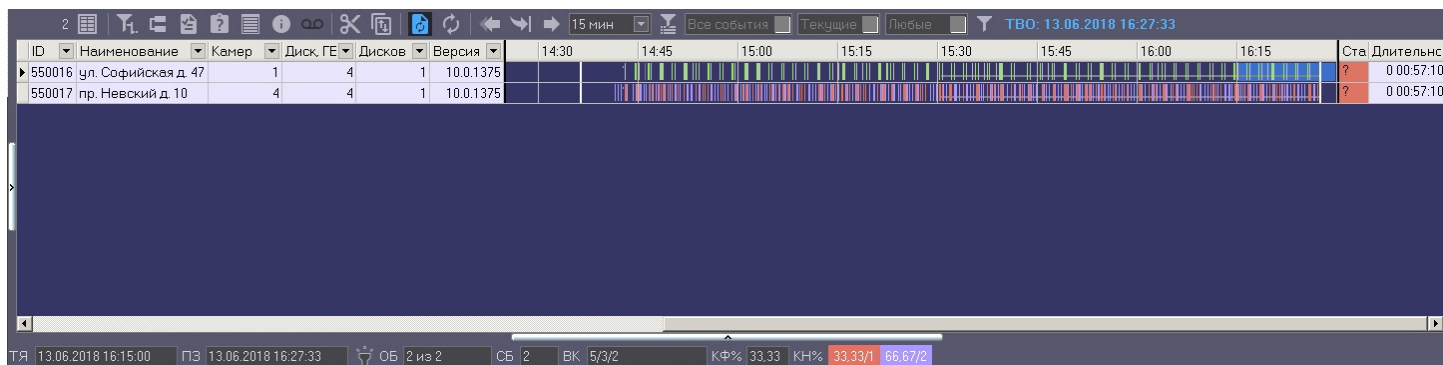 2 15 мин Все события Текущие Любые ТВО: 13.06.2018 16:27:33
ID Наименование Камер Диск, ГЕ Дисков Версия 14:30 14:45 15:00 15:15 15:30 15:45 16:00 16:15 Ста Длительнс
550016 ул. Софийская д. 47 1 4 1 10.0.1375 ? 0 00:57:10
550017 пр. Невский д. 10 4 4 1 10.0.1375 ? 0 00:57:10
ТЯ 13.06.2018 16:15:00 ПЗ 13.06.2018 16:27:33 ОБ 2 из 2 СБ 2 ВК 5/3/2 КФ% 33,33 КН% 33,33/1 66,67/2